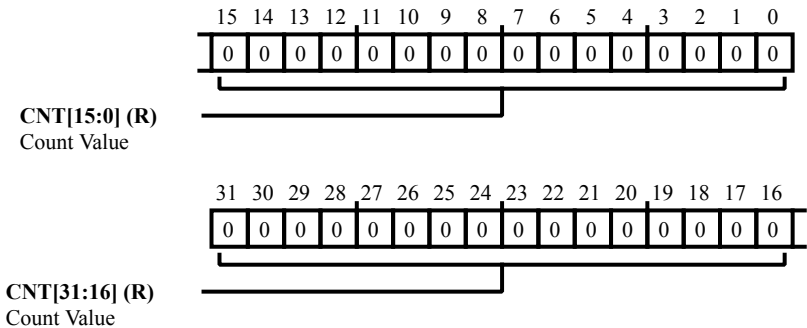 15 14 13 12 11 10 9 8 7 6 5 4 3 2 1 0
0 0 0 0 0 0 0 0 0 0 0 0 0 0 0 0
CNT[15:0] (R)
Count Value
31 30 29 28 27 26 25 24 23 22 21 20 19 18 17 16
0 0 0 0 0 0 0 0 0 0 0 0 0 0 0 0
CNT[31:16] (R)
Count Value